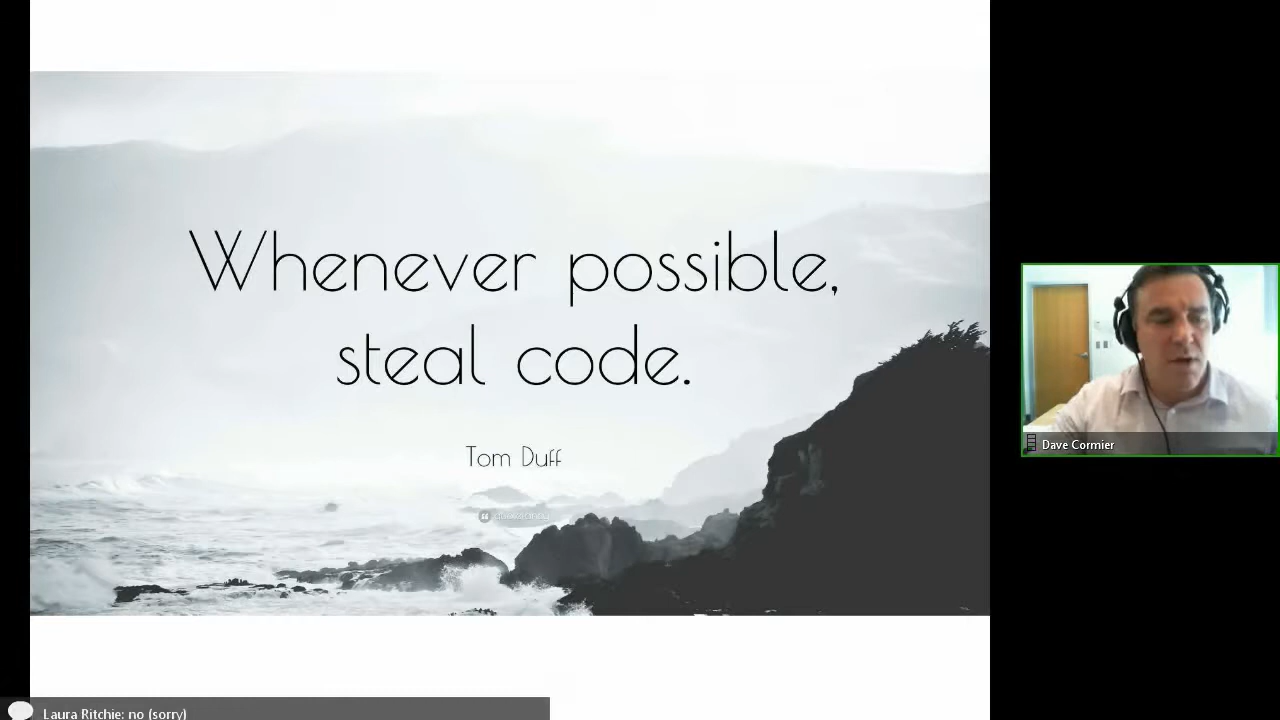 Whenever possible,
steal code.
Tom Duff
Dave Cormier
Laura Ritchie: no (sorry)